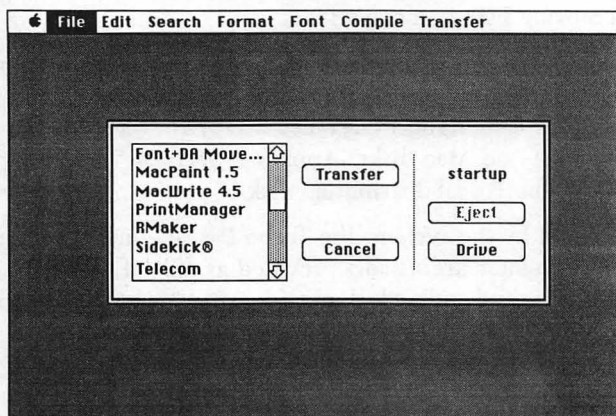 File Edit Search Format Font Compile Transfer
Font+DA Move...
MacPaint 1.5
MacWrite 4.5
PrintManager
RMaker
Sidekick®
Telecom
Transfer
Cancel
startup
Eject
Drive